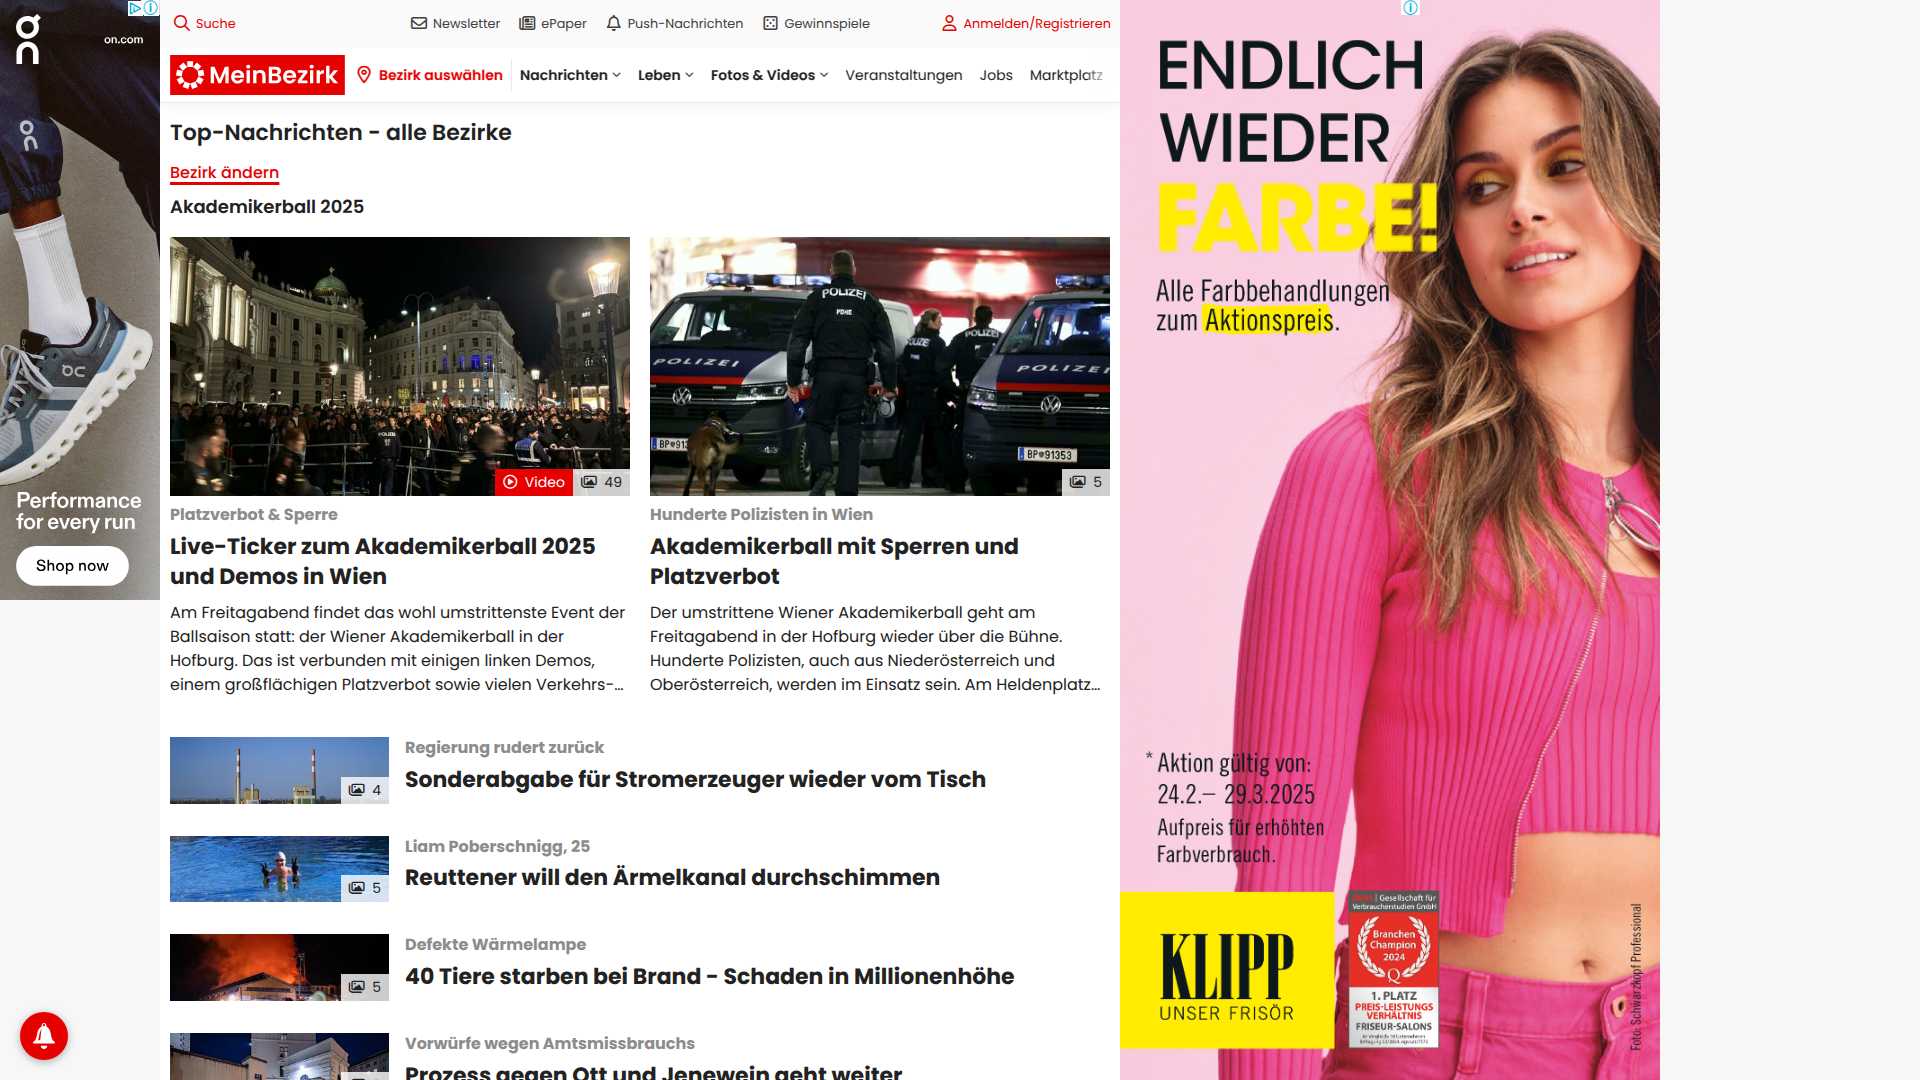 on.com
Performance
for every run
Shop now
Suche
Newsletter
ePaper
Push-Nachrichten
Gewinnspiele
Anmelden/Registrieren
MeinBezirk
Bezirk auswählen
Nachrichten
Leben
Fotos & Videos
Veranstaltungen
Jobs
Marktplatz
Top-Nachrichten - alle Bezirke
Bezirk ändern
Akademikerball 2025
Video
49
Platzverbot & Sperre
Live-Ticker zum Akademikerball 2025
und Demos in Wien
Am Freitagabend findet das wohl umstrittenste Event der
Ballsaison statt: der Wiener Akademikerball in der
Hofburg. Das ist verbunden mit einigen linken Demos,
einem großflächigen Platzverbot sowie vielen Verkehrs-...
POLIZEI
POLIZEI
POLIZEI
POLIZEI
POLIZEI
BP 91353
5
Hunderte Polizisten in Wien
Akademikerball mit Sperren und
Platzverbot
Der umstrittene Wiener Akademikerball geht am
Freitagabend in der Hofburg wieder über die Bühne.
Hunderte Polizisten, auch aus Niederösterreich und
Oberösterreich, werden im Einsatz sein. Am Heldenplatz...
4
Regierung rudert zurück
Sonderabgabe für Stromerzeuger wieder vom Tisch
5
Liam Poberschnigg, 25
Reuttener will den Ärmelkanal durchschimmen
5
Defekte Wärmelampe
40 Tiere starben bei Brand - Schaden in Millionenhöhe
Vorwürfe wegen Amtsmissbrauchs
Prozess gegen Ott und Jenewein geht weiter
ENDLICH
WIEDER
FARBE!
Alle Farbbehandlungen
zum Aktionspreis.
* Aktion gültig von:
24.2.– 29.3.2025
Aufpreis für erhöhten
Farbverbrauch.
KLIPP
UNSER FRISÖR
Gesellschaft für
Verbraucherstudien GmbH
Branchen
Champion
2024
1. PLATZ
PREIS-LEISTUNGS
VERHÄLTNIS
FRISEUR-SALONS
Foto: Schwarzkopf Professional